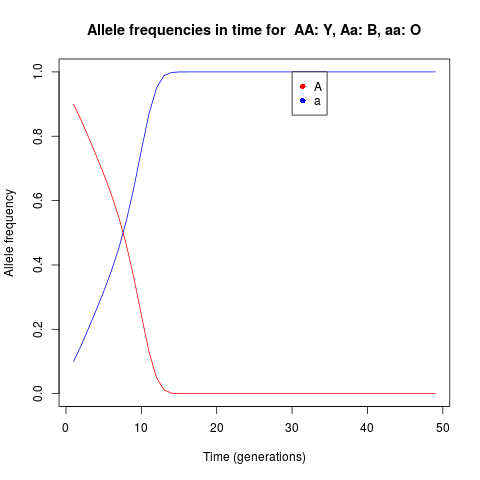 Allele frequencies in time for  AA: Y, Aa: B, aa: O
Allele frequency
1.0
0.8
0.6
0.4
0.2
0.0
A
a
0 10 20 30 40 50
Time (generations)